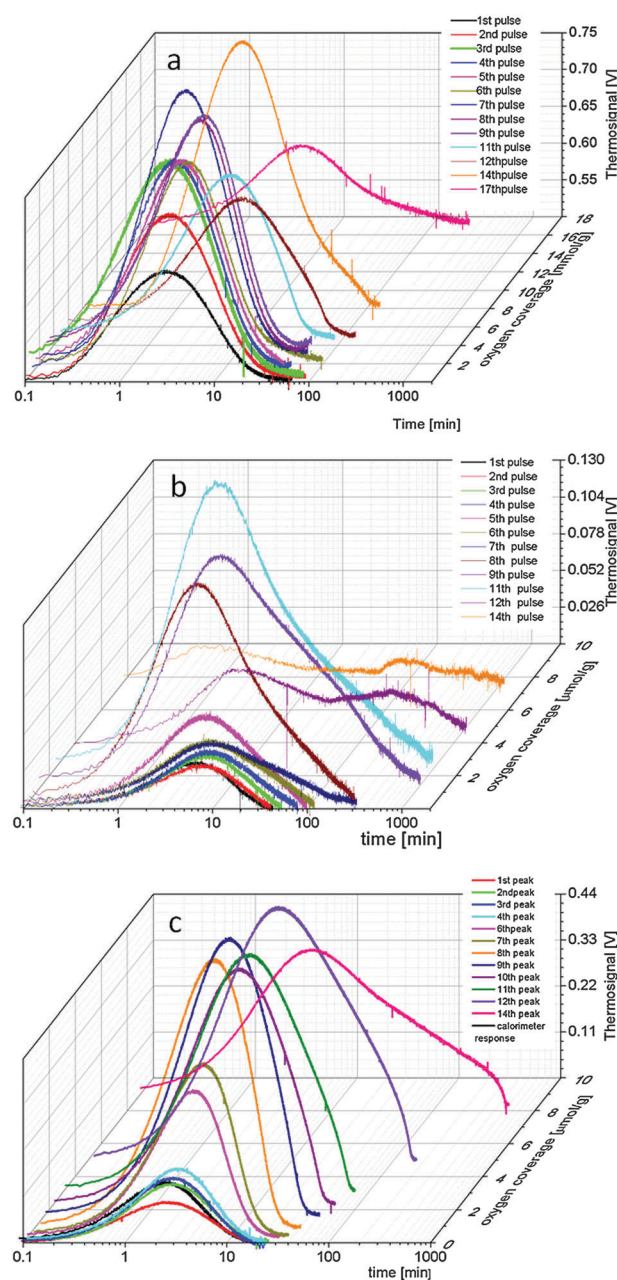 a
1st pulse
2nd pulse
3rd pulse
4th pulse
5th pulse
6th pulse
7th pulse
8th pulse
9th pulse
11th pulse
12thpulse
14thpulse
17thpulse
0.75
0.70
0.65
0.60
0.55
Thermosignal [V]
18
16
14
12
10
8
6
4
2
oxygen coverage [mmol/g]
0.1
1
10
100
1000
Time [min]
b
1st pulse
2nd pulse
3rd pulse
4th pulse
5th pulse
6th pulse
7th pulse
8th pulse
9th pulse
11th pulse
12th pulse
14th pulse
0.130
0.104
0.078
0.052
0.026
Thermosignal [V]
10
8
6
4
2
oxygen coverage [µmol/g]
0.1
1
10
100
1000
time [min]
c
1st peak
2ndpeak
3rd peak
4th peak
6thpeak
7th peak
8th peak
9th peak
10th peak
11th peak
12th peak
14th peak
calorimeter
response
0.44
0.33
0.22
0.11
Thermosignal [V]
10
8
6
4
2
0
oxygen coverage [µmol/g]
0.1
1
10
100
1000
time [min]